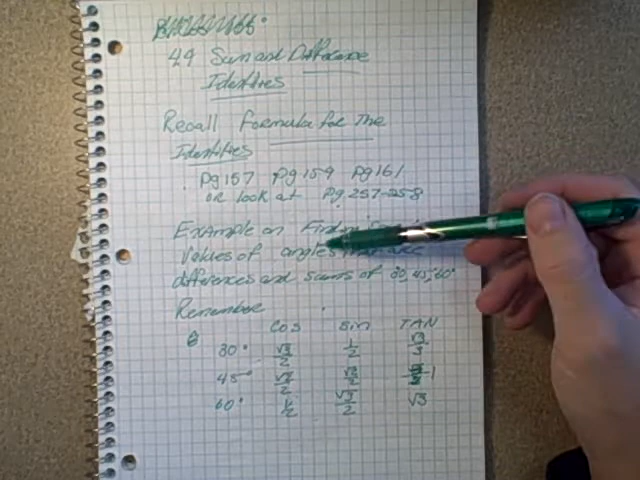 4.4 Sum and Difference
Identities
Recall Formula for The
Identities
pg 157 pg 159 pg 161
OR look at pg 257-258
Example on Finding
values of angles that are
differences and sums of 30, 45, 60°
Remember
θ COS Sin TAN
30° √3/2 1/2 √3/3
45° √2/2 √2/2 1
60° 1/2 √3/2 √3